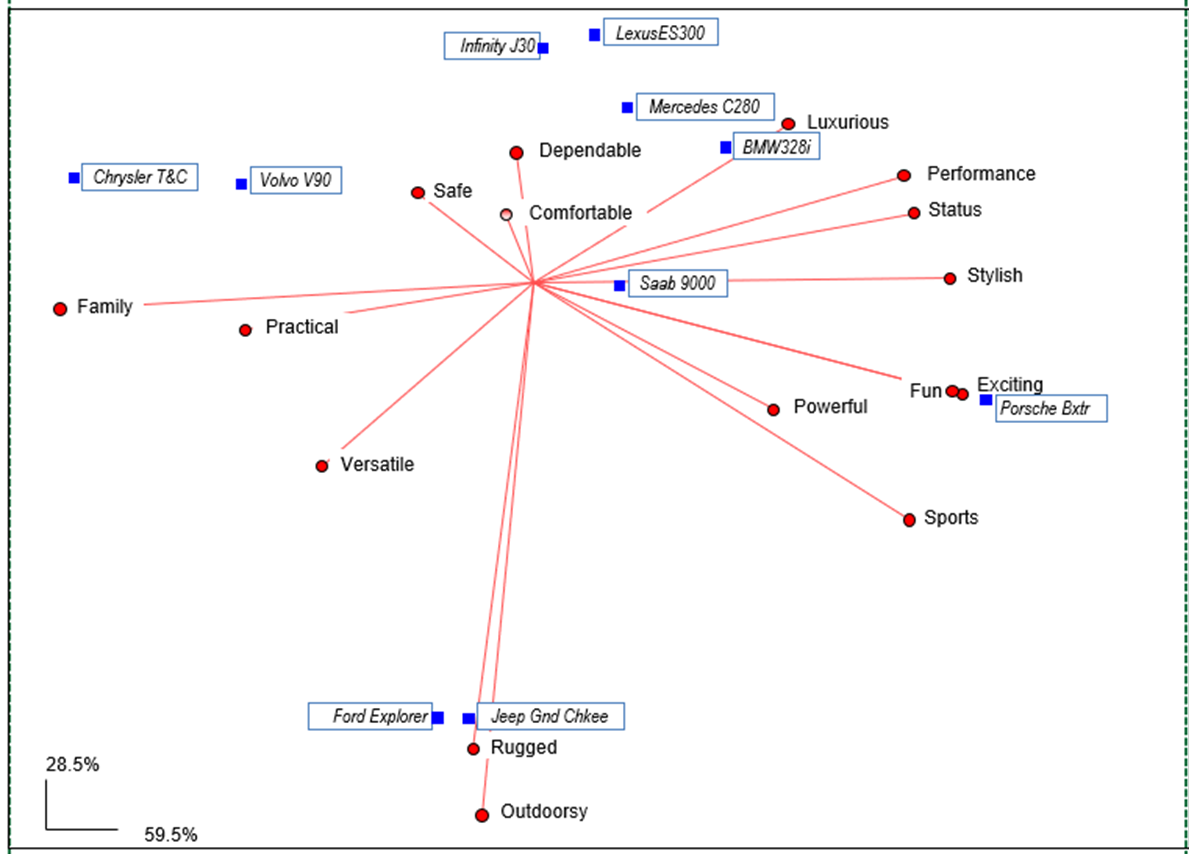 LexusES300
Infinity J30
Mercedes C280
Luxurious
BMW328i
Dependable
Performance
Chrysler T&C
Volvo V90
Safe
Status
Comfortable
Stylish
Saab 9000
Family
Practical
Exciting
Fun
Powerful
Porsche Bxtr
Versatile
Sports
Ford Explorer
Jeep Gnd Chkee
Rugged
28.5%
Outdoorsy
59.5%